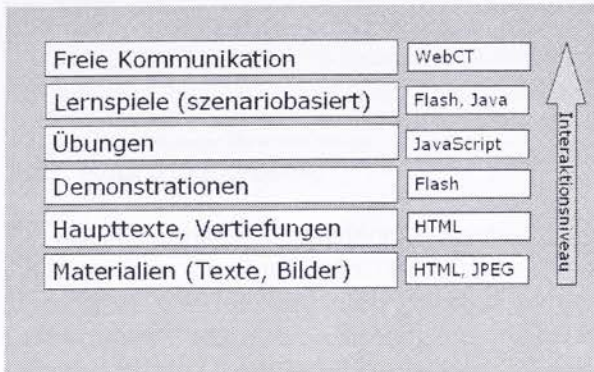 Freie Kommunikation WebCT
Lernspiele (szenariobasiert) Flash, Java
Übungen JavaScript
Demonstrationen Flash
Haupttexte, Vertiefungen HTML
Materialien (Texte, Bilder) HTML, JPEG
Interaktionsniveau